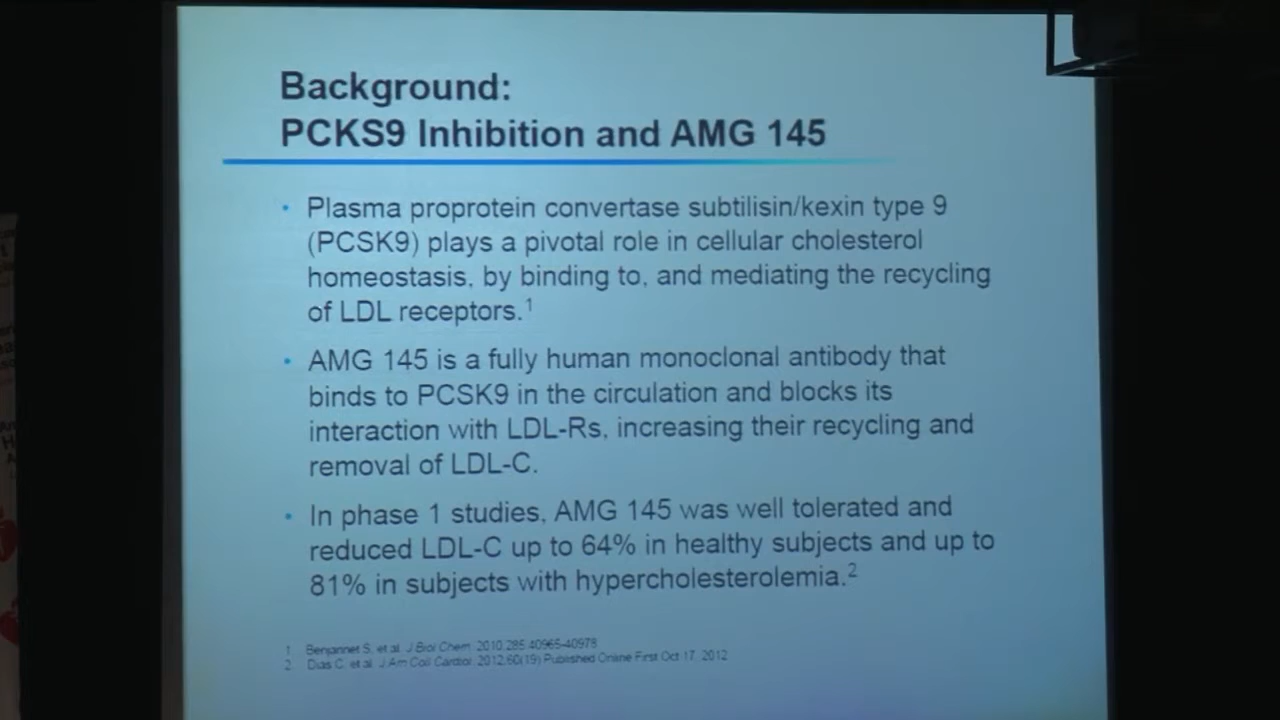 Background:
PCKS9 Inhibition and AMG 145
• Plasma proprotein convertase subtilisin/kexin type 9
(PCSK9) plays a pivotal role in cellular cholesterol
homeostasis, by binding to, and mediating the recycling
of LDL receptors.1
• AMG 145 is a fully human monoclonal antibody that
binds to PCSK9 in the circulation and blocks its
interaction with LDL-Rs, increasing their recycling and
removal of LDL-C.
• In phase 1 studies, AMG 145 was well tolerated and
reduced LDL-C up to 64% in healthy subjects and up to
81% in subjects with hypercholesterolemia.2
1 Benjannet S, et al. J Biol Chem. 2010;285:40965-40978
2 Dias C, et al. J Am Coll Cardiol. 2012;60(19) Published Online First Oct 17, 2012